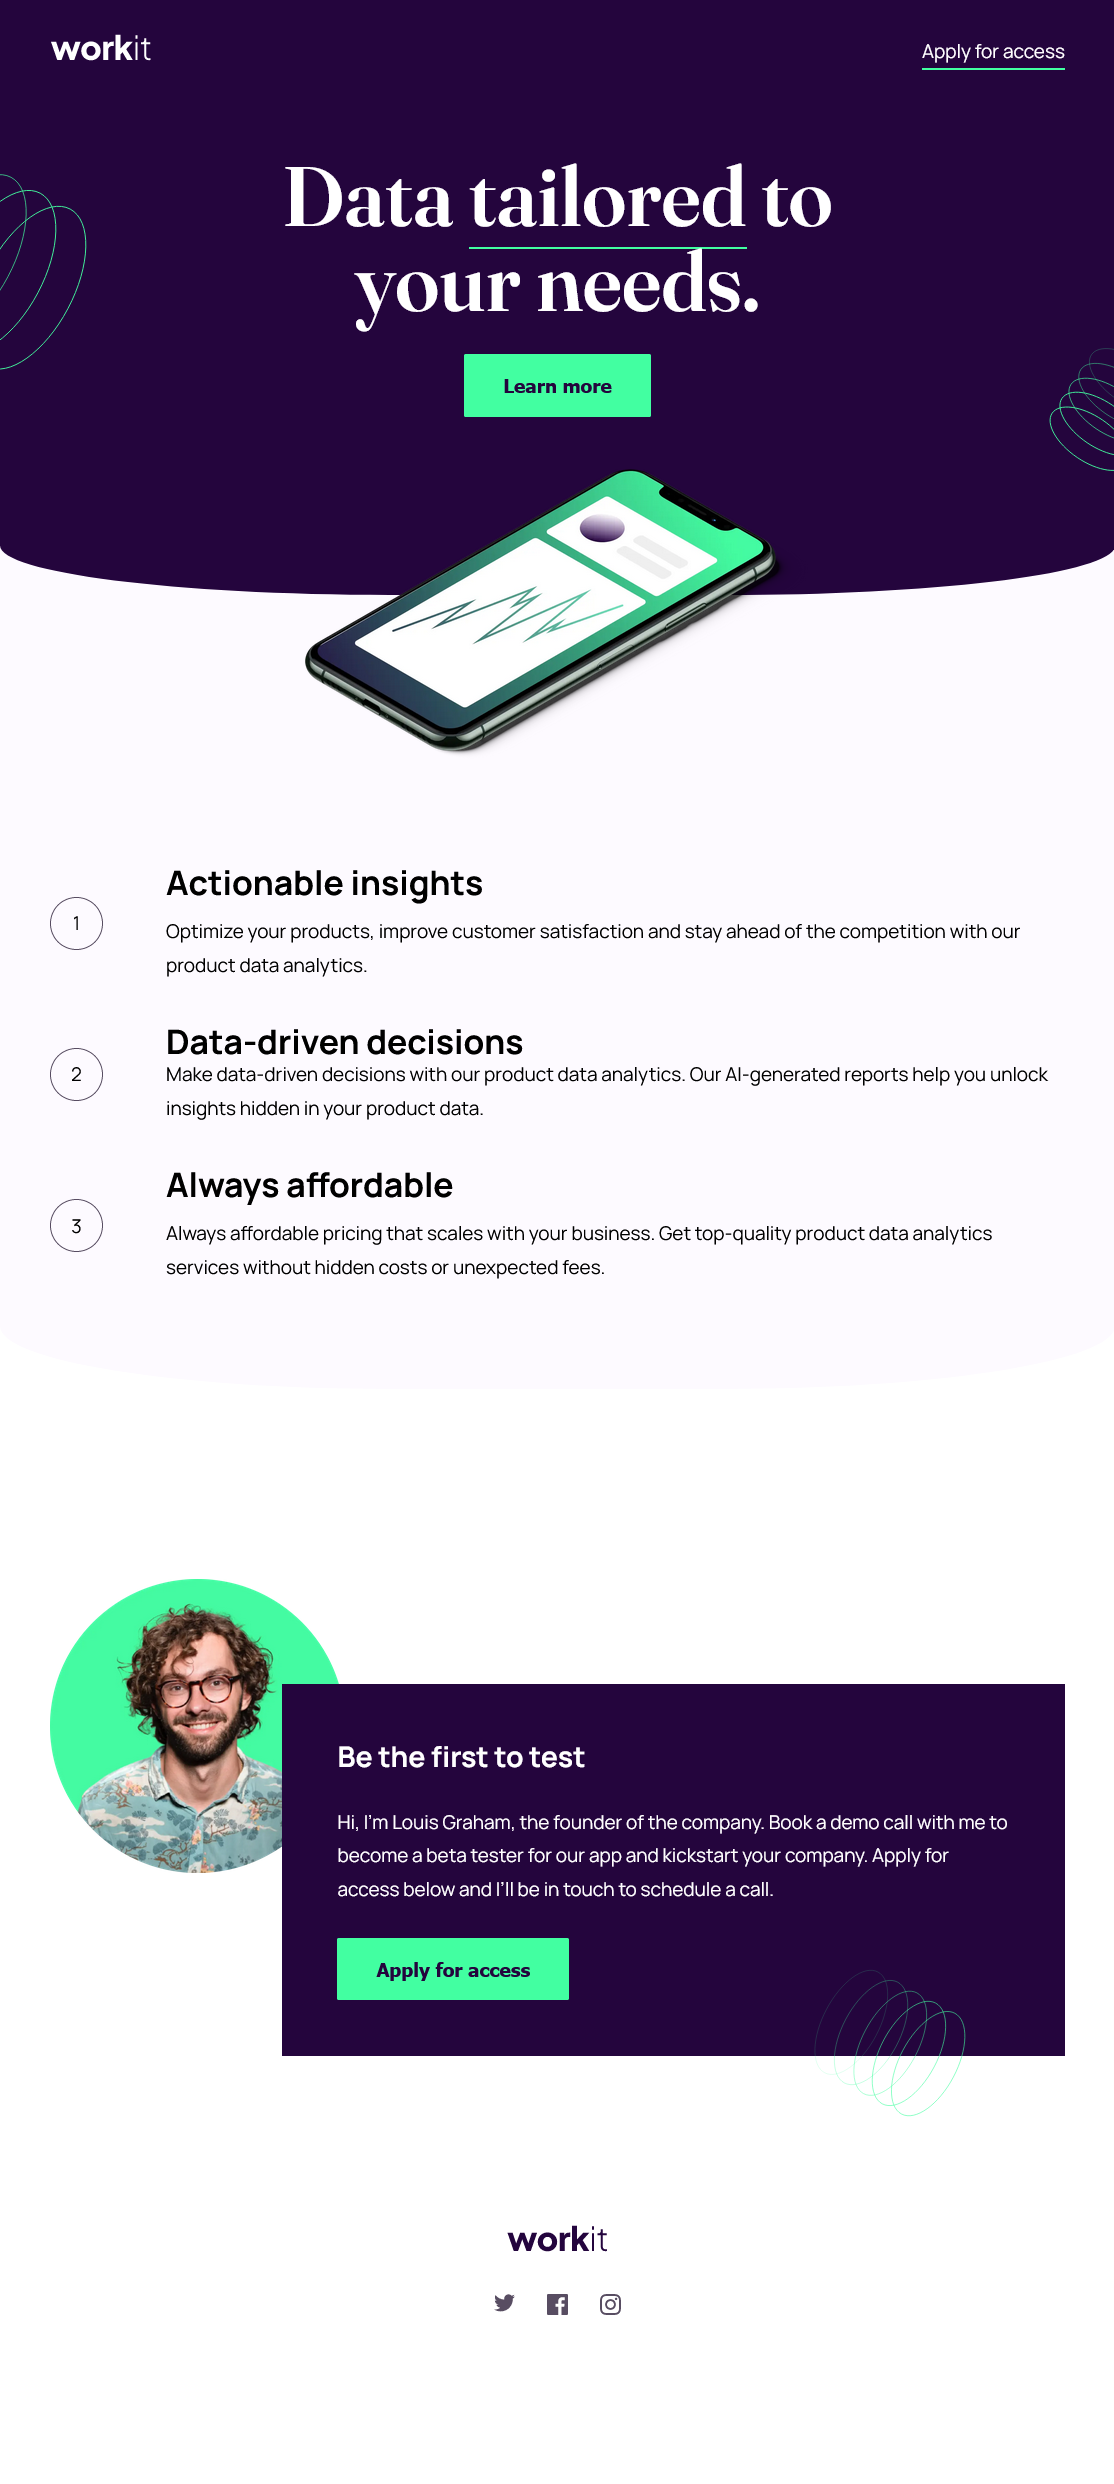 workit
Apply for access
Data tailored to
your needs.
Learn more
Actionable insights
1
Optimize your products, improve customer satisfaction and stay ahead of the competition with our
product data analytics.
Data-driven decisions
2
Make data-driven decisions with our product data analytics. Our AI-generated reports help you unlock
insights hidden in your product data.
Always affordable
3
Always affordable pricing that scales with your business. Get top-quality product data analytics
services without hidden costs or unexpected fees.
Be the first to test
Hi, I'm Louis Graham, the founder of the company. Book a demo call with me to
become a beta tester for our app and kickstart your company. Apply for
access below and I'll be in touch to schedule a call.
Apply for access
workit